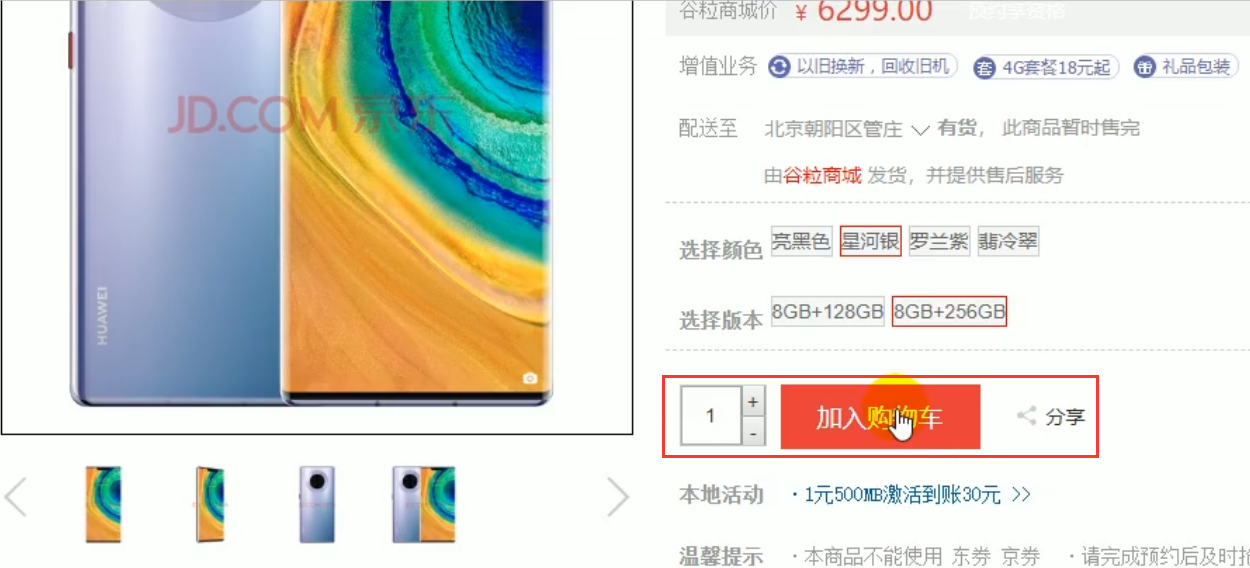 谷粒商城价 ￥ 6299.00 预约享资格
增值业务 以旧换新，回收旧机 套 4G套餐18元起 礼品包装
JD.COM 京东
配送至 北京朝阳区管庄 有货， 此商品暂时售完
由谷粒商城 发货，并提供售后服务
选择颜色 亮黑色 星河银 罗兰紫 翡冷翠
HUAWEI
选择版本 8GB+128GB 8GB+256GB
1 + - 加入购物车 分享
本地活动 ·1元500MB激活到账30元 >>
温馨提示 ·本商品不能使用 东券 京券 ·请完成预约后及时抢